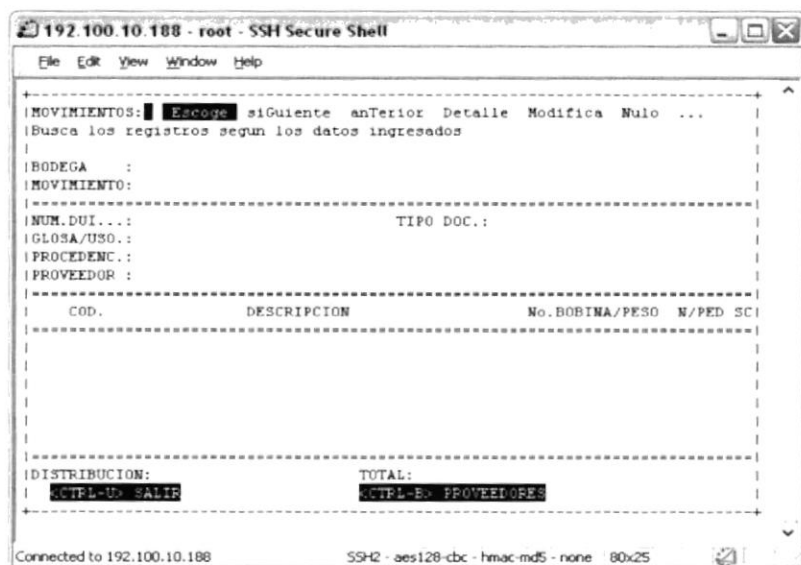 192.100.10.188 - root - SSH Secure Shell
File Edit View Window Help
MOVIMIENTOS: Escoge siGuiente anTerior Detalle Modifica Nulo ...
Busca los registros segun los datos ingresados
BODEGA :
MOVIMIENTO:
NUM.DUI...: TIPO DOC.:
GLOSA/USO.:
PROCEDENC.:
PROVEEDOR :
COD. DESCRIPCION No.BOBINA/PESO N/PED SC
DISTRIBUCION: TOTAL:
<CTRL-U> SALIR <CTRL-B> PROVEEDORES
Connected to 192.100.10.188 SSH2 - aes128-cbc - hmac-md5 - none 80x25